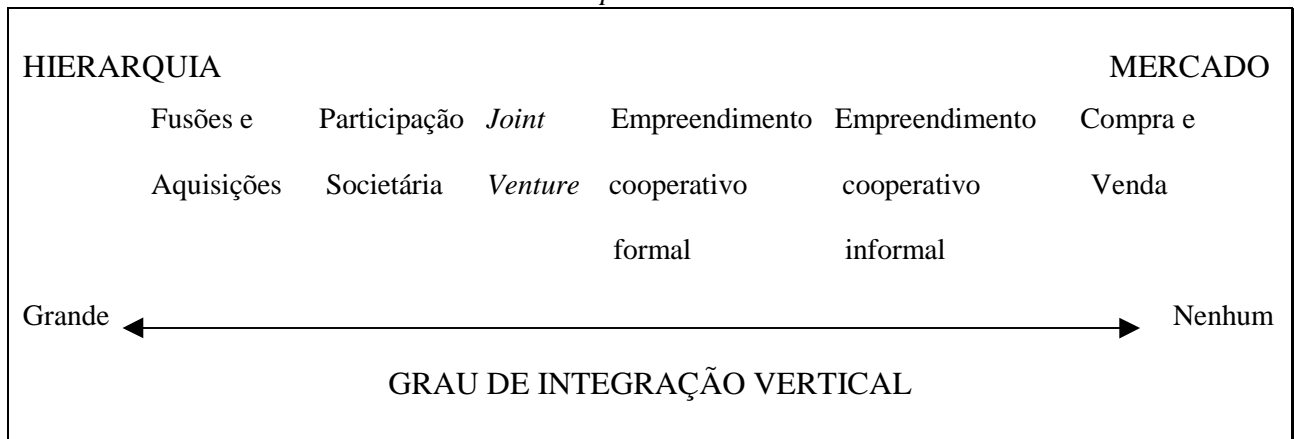 HIERARQUIA MERCADO
Fusões e Participação Joint Empreendimento Empreendimento Compra e
Aquisições Societária Venture cooperativo cooperativo Venda
formal informal
Grande Nenhum
GRAU DE INTEGRAÇÃO VERTICAL